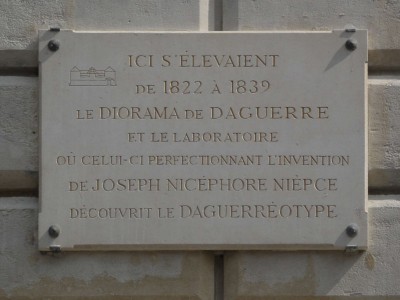 ICI S'ÉLEVAIENT
DE 1822 À 1839
LE DIORAMA DE DAGUERRE
ET LE LABORATOIRE
OÙ CELUI-CI PERFECTIONNANT L'INVENTION
DE JOSEPH NICÉPHORE NIÉPCE
DÉCOUVRIT LE DAGUERRÉOTYPE